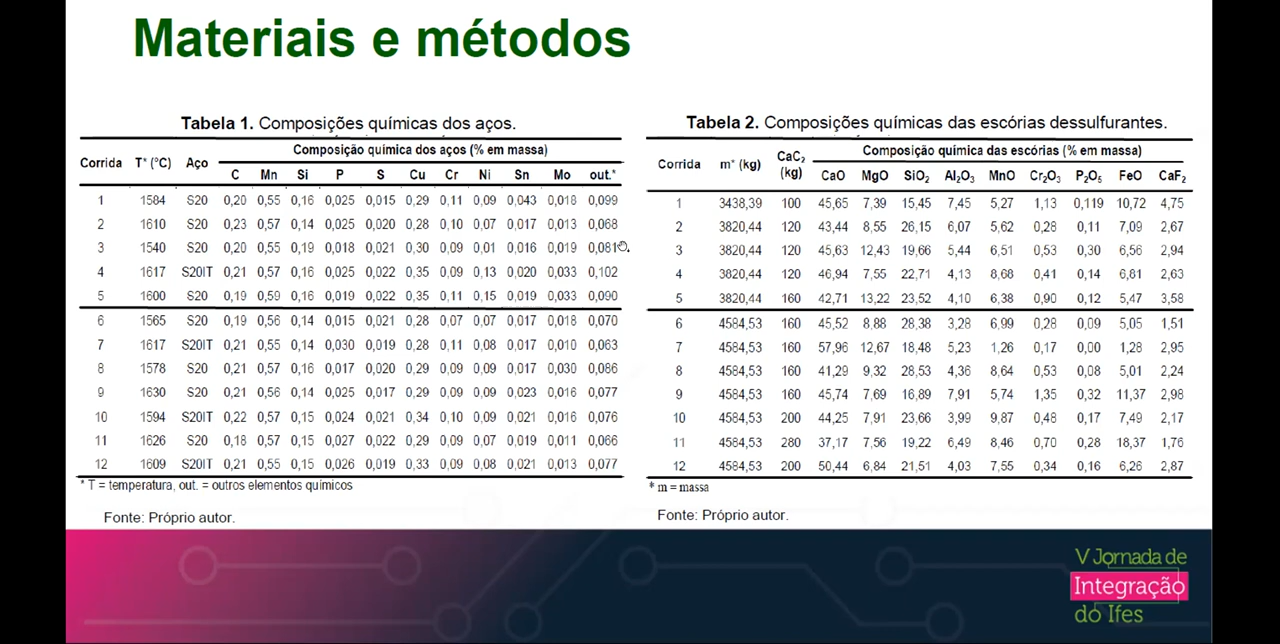 Materiais e métodos
Tabela 1. Composições químicas dos aços.
Corrida T* (°C) Aço Composição química dos aços (% em massa)
C Mn Si P S Cu Cr Ni Sn Mo out.*
1 1584 S20 0,20 0,55 0,16 0,025 0,015 0,29 0,11 0,09 0,043 0,018 0,099
2 1610 S20 0,23 0,57 0,14 0,025 0,020 0,28 0,10 0,07 0,017 0,013 0,068
3 1540 S20 0,20 0,55 0,19 0,018 0,021 0,30 0,09 0,01 0,016 0,019 0,081
4 1617 S20IT 0,21 0,57 0,16 0,025 0,022 0,35 0,09 0,13 0,020 0,033 0,102
5 1600 S20 0,19 0,59 0,16 0,019 0,022 0,35 0,11 0,15 0,019 0,033 0,090
6 1565 S20 0,19 0,56 0,14 0,015 0,021 0,28 0,07 0,07 0,017 0,018 0,070
7 1617 S20IT 0,21 0,55 0,14 0,030 0,019 0,28 0,11 0,08 0,017 0,010 0,063
8 1578 S20 0,21 0,57 0,16 0,017 0,020 0,29 0,09 0,09 0,017 0,030 0,086
9 1630 S20 0,21 0,56 0,14 0,025 0,017 0,29 0,09 0,09 0,023 0,016 0,077
10 1594 S20IT 0,22 0,57 0,15 0,024 0,021 0,34 0,10 0,09 0,021 0,016 0,076
11 1626 S20 0,18 0,57 0,15 0,027 0,022 0,29 0,09 0,07 0,019 0,011 0,066
12 1609 S20IT 0,21 0,55 0,15 0,026 0,019 0,33 0,09 0,08 0,021 0,013 0,077
* T = temperatura, out. = outros elementos químicos
Fonte: Próprio autor.
Tabela 2. Composições químicas das escórias dessulfurantes.
Corrida m* (kg) CaC₂ (kg) Composição química das escórias (% em massa)
CaO MgO SiO₂ Al₂O₃ MnO Cr₂O₃ P₂O₅ FeO CaF₂
1 3438,39 100 45,65 7,39 15,45 7,45 5,27 1,13 0,119 10,72 4,75
2 3820,44 120 43,44 8,55 26,15 6,07 5,62 0,28 0,11 7,09 2,67
3 3820,44 120 45,63 12,43 19,66 5,44 6,51 0,53 0,30 6,56 2,94
4 3820,44 120 46,94 7,55 22,71 4,13 8,68 0,41 0,14 6,81 2,63
5 3820,44 160 42,71 13,22 23,52 4,10 6,38 0,90 0,12 5,47 3,58
6 4584,53 160 45,52 8,88 28,38 3,28 6,99 0,28 0,09 5,05 1,51
7 4584,53 160 57,96 12,67 18,48 5,23 1,26 0,17 0,00 1,28 2,95
8 4584,53 160 41,29 9,32 28,53 4,36 8,64 0,53 0,08 5,01 2,24
9 4584,53 160 45,74 7,69 16,89 7,91 5,74 1,35 0,32 11,37 2,98
10 4584,53 200 44,25 7,91 23,66 3,99 9,87 0,48 0,17 7,49 2,17
11 4584,53 280 37,17 7,56 19,22 6,49 8,46 0,70 0,28 18,37 1,76
12 4584,53 200 50,44 6,84 21,51 4,03 7,55 0,34 0,16 6,26 2,87
* m = massa
Fonte: Próprio autor.
V Jornada de
Integração
do Ifes